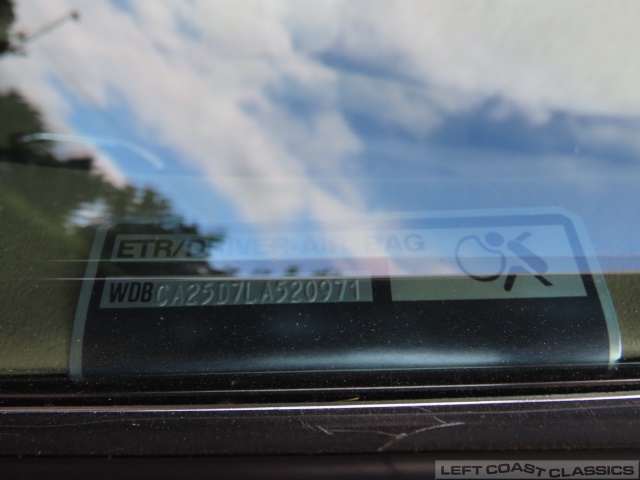 ETR/DRIVER-AIR BAG
WDBCA25D7LA520971
LEFT COAST CLASSICS